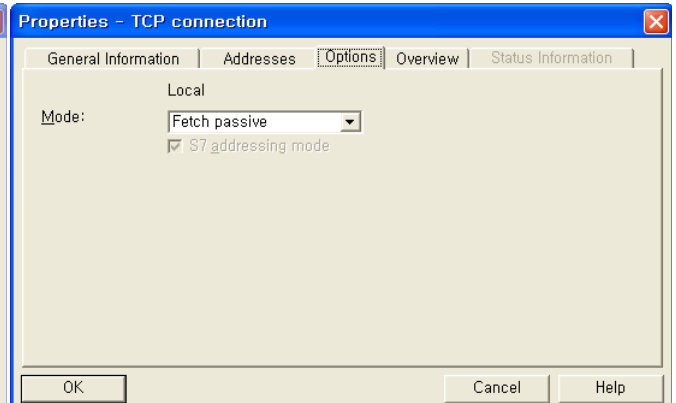 Properties - TCP connection
General Information Addresses Options Overview Status Information
Local
Mode: Fetch passive
S7 addressing mode
OK Cancel Help